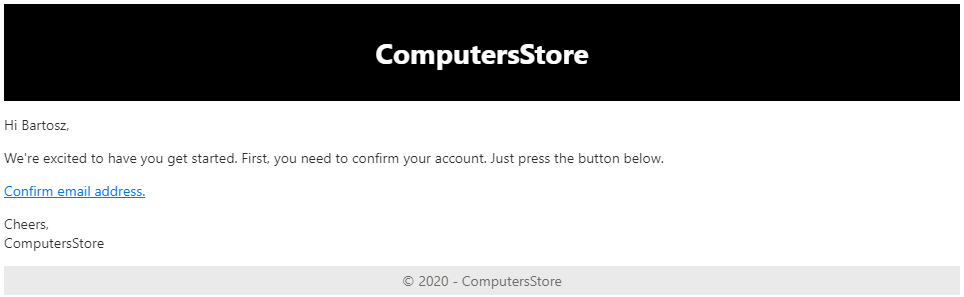 ComputersStore
Hi Bartosz,
We're excited to have you get started. First, you need to confirm your account. Just press the button below.
Confirm email address.
Cheers,
ComputersStore
© 2020 - ComputersStore